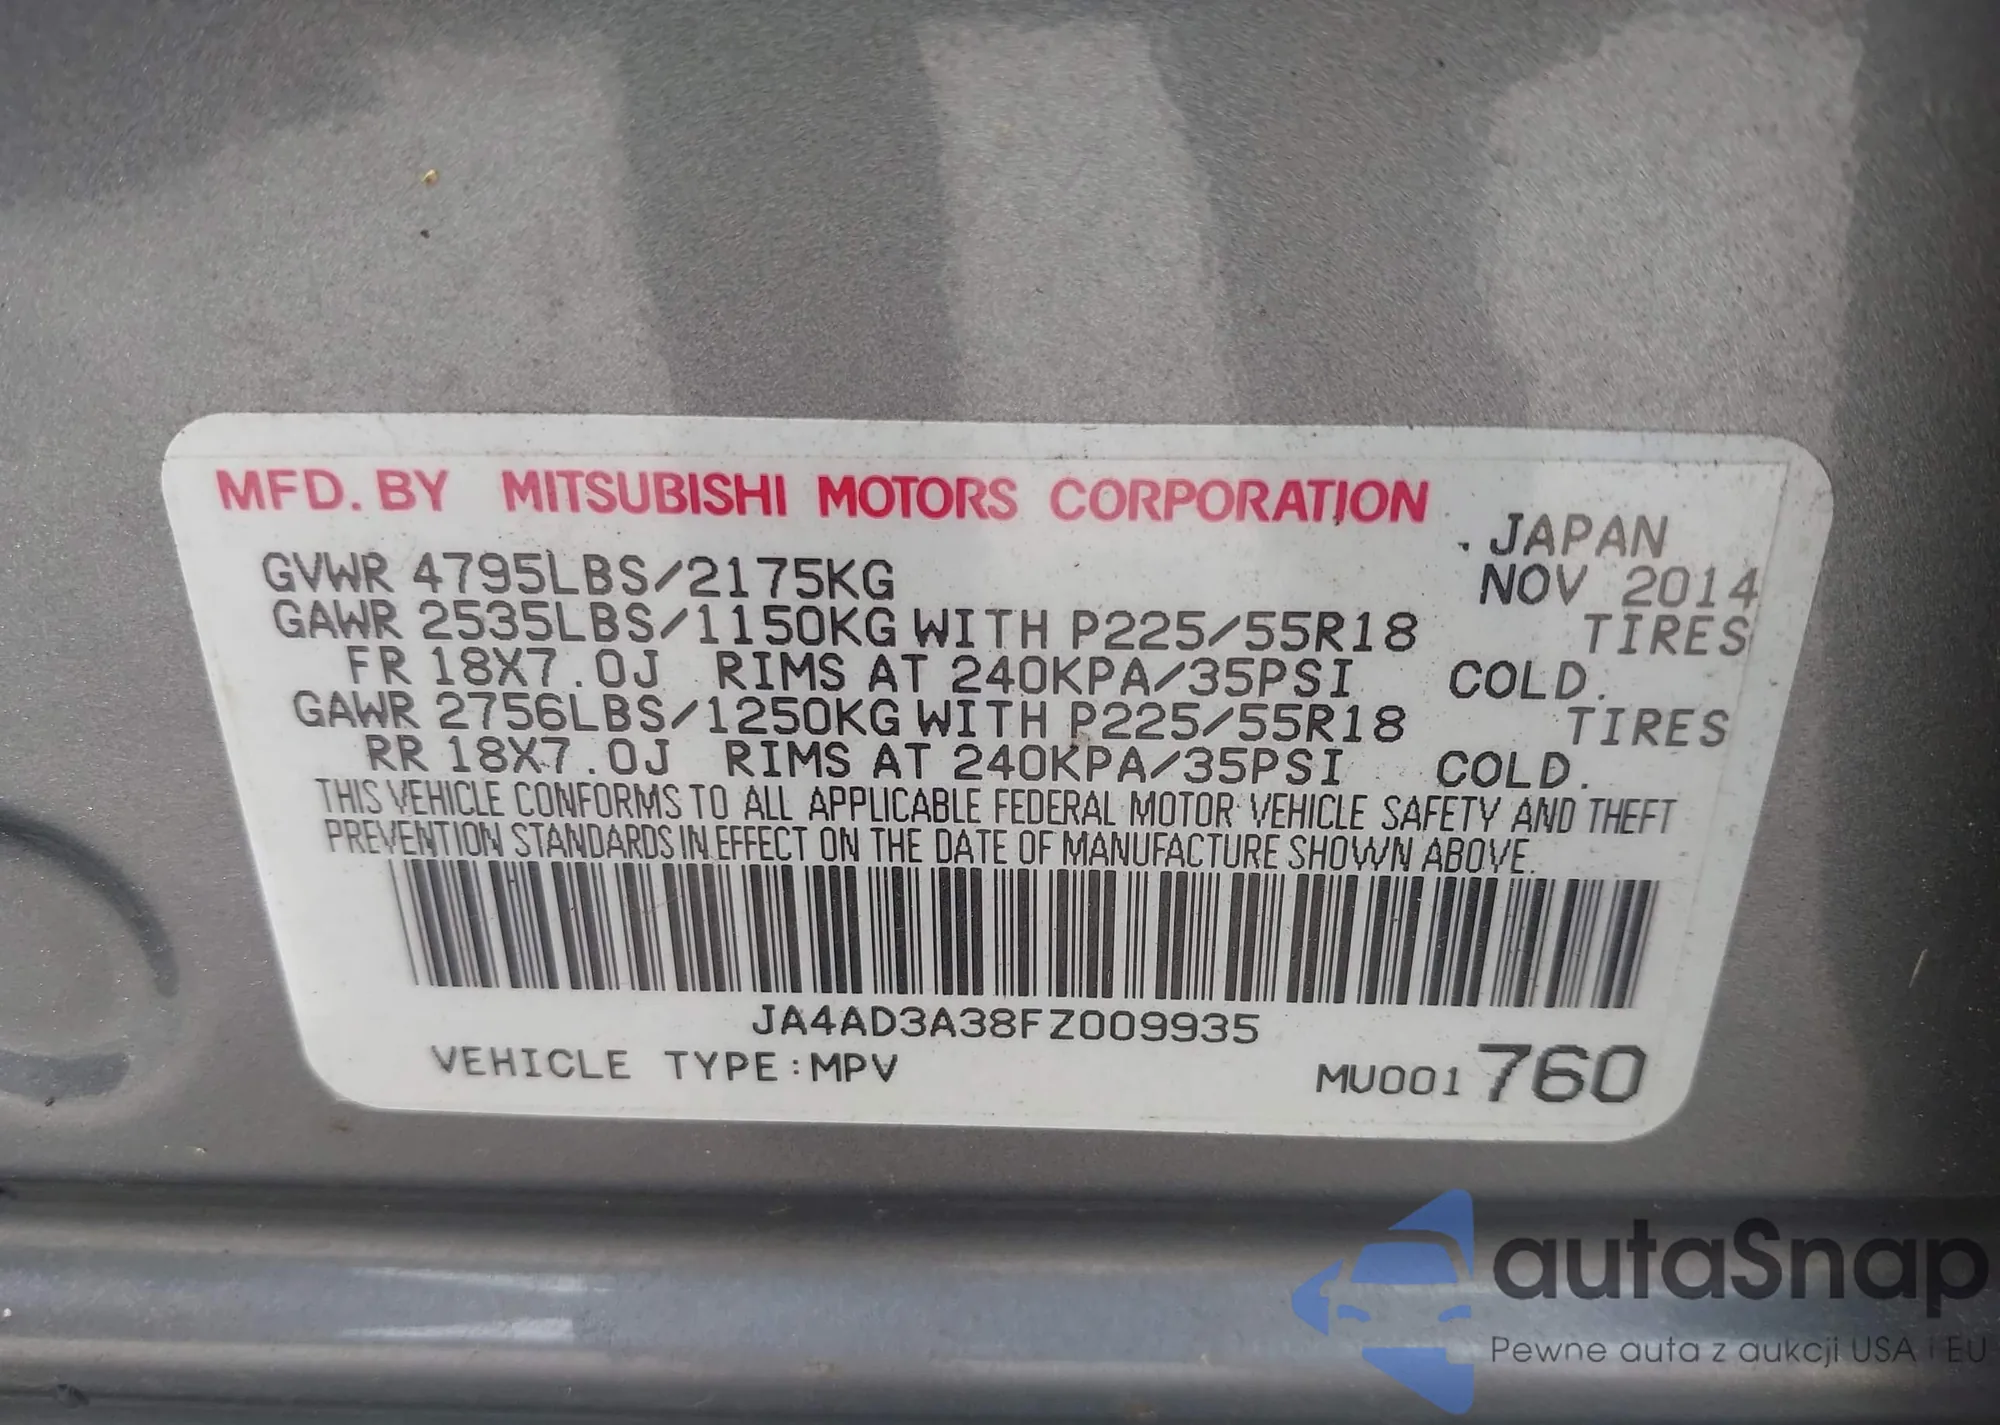 MFD. BY MITSUBISHI MOTORS CORPORATION
JAPAN
GVWR 4795LBS/2175KG NOV 2014
GAWR 2535LBS/1150KG WITH P225/55R18 TIRES
FR 18X7.0J RIMS AT 240KPA/35PSI COLD.
GAWR 2756LBS/1250KG WITH P225/55R18 TIRES
RR 18X7.0J RIMS AT 240KPA/35PSI COLD.
THIS VEHICLE CONFORMS TO ALL APPLICABLE FEDERAL MOTOR VEHICLE SAFETY AND THEFT
PREVENTION STANDARDS IN EFFECT ON THE DATE OF MANUFACTURE SHOWN ABOVE.
JA4AD3A38FZ009935
VEHICLE TYPE:MPV MU001760
autaSnap
Pewne auta z aukcji USA i EU